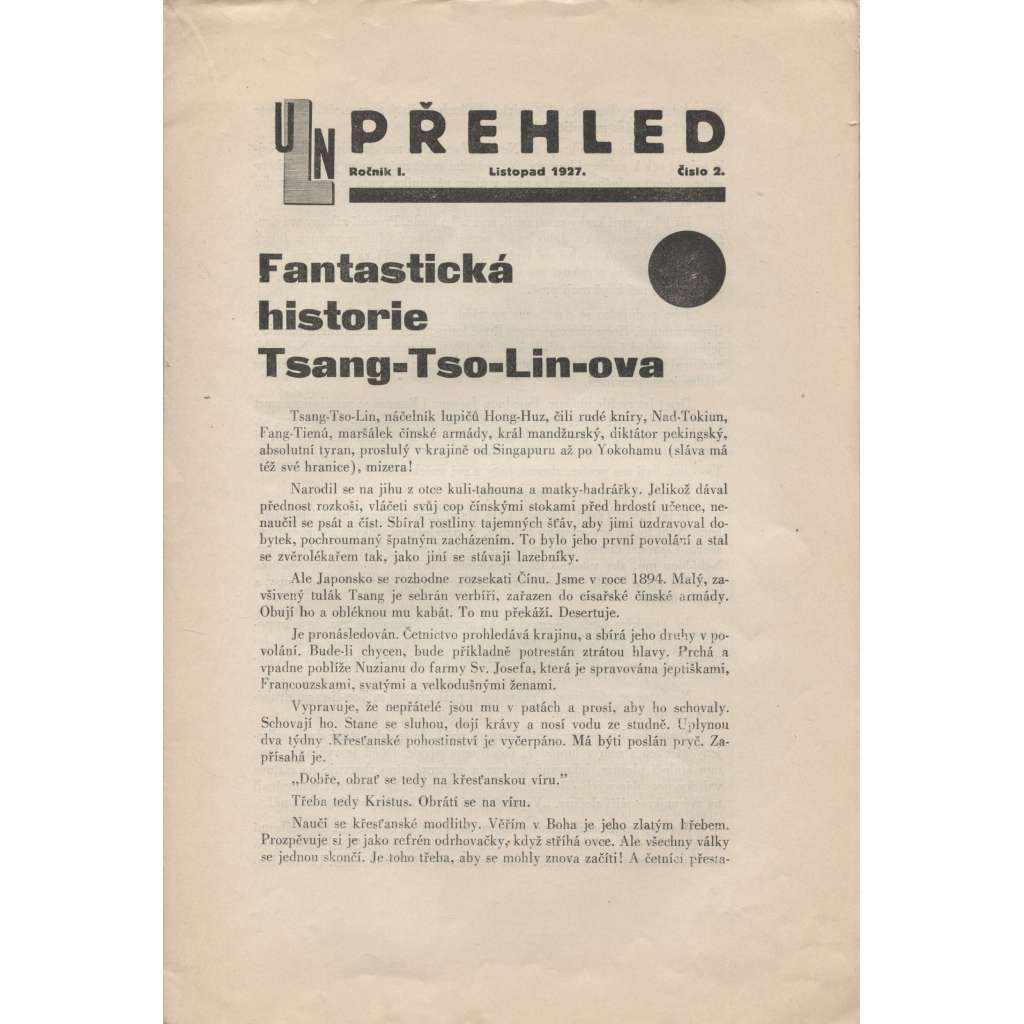 ULN PŘEHLED
Ročník I. Listopad 1927. Číslo 2.
Fantastická
historie
Tsang-Tso-Lin-ova
Tsang-Tso-Lin, náčelník lupičů Hong-Huz, čili rudé kníry, Nad-Tokiun,
Fang-Tienů, maršálek čínské armády, král mandžurský, diktátor pekingský,
absolutní tyran, proslulý v krajině od Singapuru až po Yokohamu (sláva má
též své hranice), mizera!
Narodil se na jihu z otce kuli-tahouna a matky-hadrářky. Jelikož dával
přednost rozkoši, vláčeti svůj cop čínskými stokami před hrdostí učence, ne-
naučil se psát a číst. Sbíral rostliny tajemných šťáv, aby jimi uzdravoval do-
bytek, pochroumaný špatným zacházením. To bylo jeho první povolání a stal
se zvěrolékařem tak, jako jiní se stávají lazebníky.
Ale Japonsko se rozhodne rozsekati Čínu. Jsme v roce 1894. Malý, za-
všivený tulák Tsang je sebrán verbíři, zařazen do císařské čínské armády.
Obují ho a obléknou mu kabát. To mu překáží. Desertuje.
Je pronásledován. Četnictvo prohledává krajinu, a sbírá jeho druhy v po-
volání. Bude-li chycen, bude příkladně potrestán ztrátou hlavy. Prchá a
vpadne poblíže Nuzianu do farmy Sv. Josefa, která je spravována jeptiškami,
Francouzskami, svatými a velkodušnými ženami.
Vypravuje, že nepřátelé jsou mu v patách a prosí, aby ho schovaly.
Schovají ho. Stane se sluhou, dojí krávy a nosí vodu ze studně. Uplynou
dva týdny .Křesťanské pohostinství je vyčerpáno. Má býti poslán pryč. Za-
přísahá je.
„Dobře, obrať se tedy na křesťanskou víru."
Třeba tedy Kristus. Obrátí se na víru.
Naučí se křesťanské modlitby. Věřím v Boha je jeho zlatým hřebem.
Prozpěvuje si je jako refrén odrhovačky, když stříhá ovce. Ale všechny války
se jednou skončí. Je toho třeba, aby se mohly znova začíti! A četníci přesta-